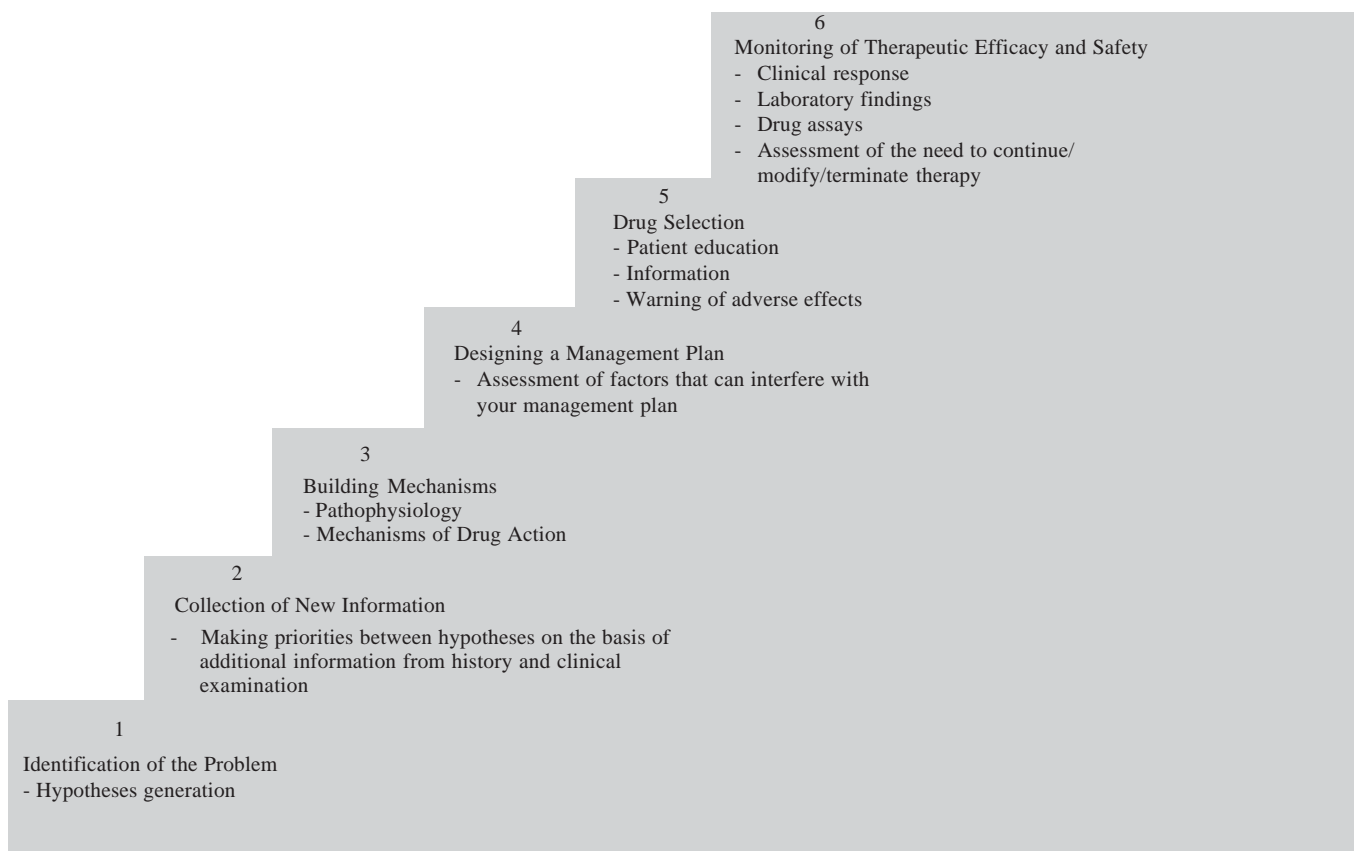 6
Monitoring of Therapeutic Efficacy and Safety
- Clinical response
- Laboratory findings
- Drug assays
- Assessment of the need to continue/
modify/terminate therapy
5
Drug Selection
- Patient education
- Information
- Warning of adverse effects
4
Designing a Management Plan
- Assessment of factors that can interfere with
your management plan
3
Building Mechanisms
- Pathophysiology
- Mechanisms of Drug Action
2
Collection of New Information
- Making priorities between hypotheses on the basis of
additional information from history and clinical
examination
1
Identification of the Problem
- Hypotheses generation